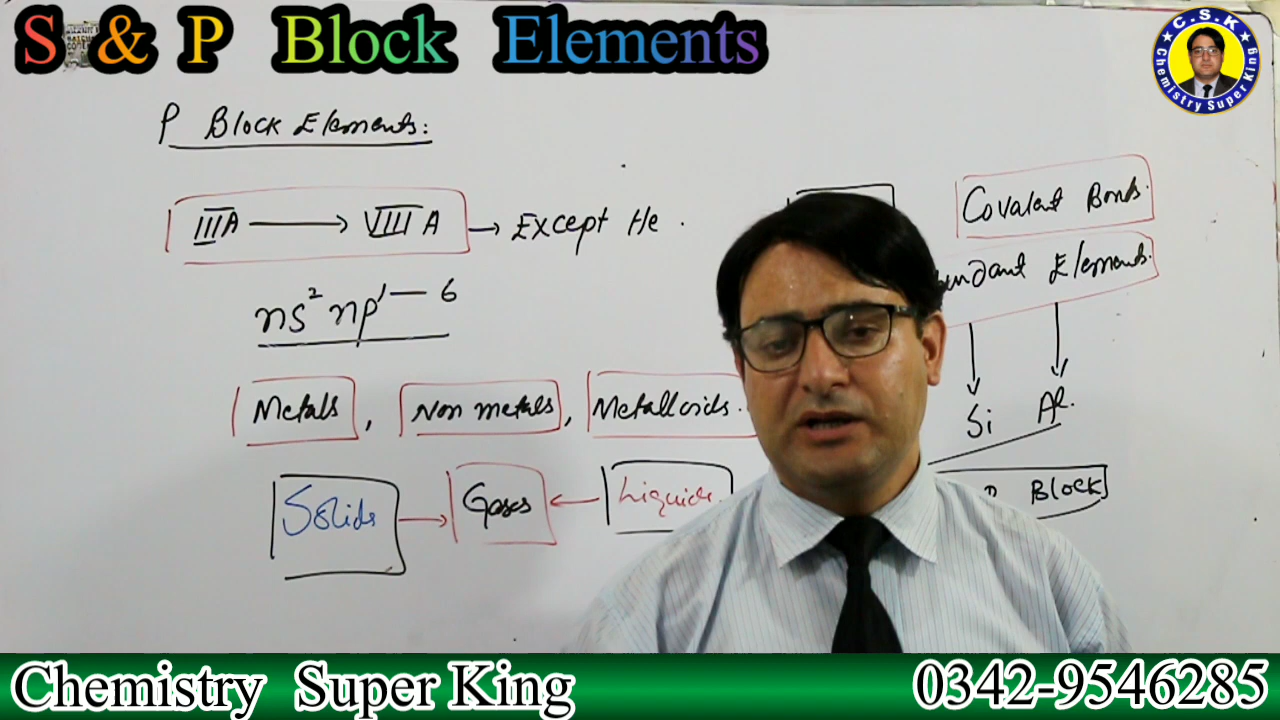 S & P Block Elements
C.S.K
Chemistry Super King
P Block Elements:
IIIA → VIII A → Except He.
Covalent Bonds.
Elements.
ns² np¹—⁶
Si Al.
Metals, Non metals, Metalloids.
Solids → Gases ← Liquids.
Block
Chemistry Super King
0342-9546285